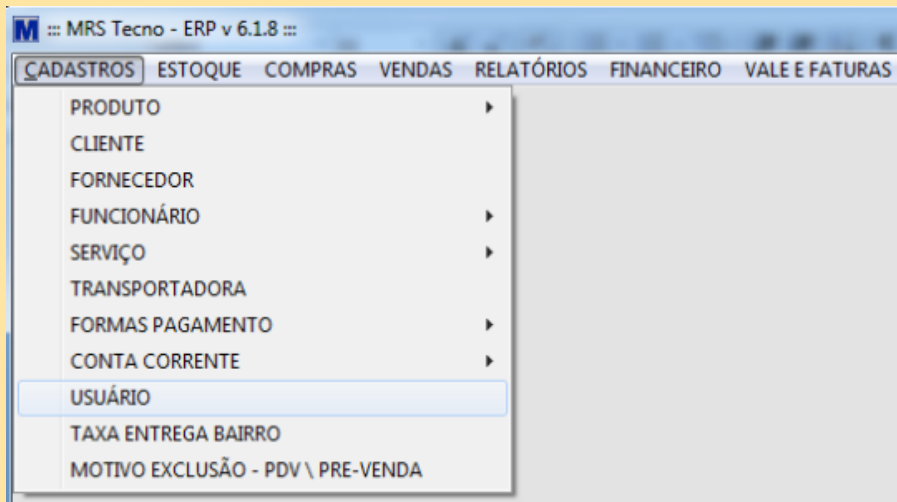 M ::: MRS Tecno - ERP v 6.1.8 :::
CADASTROS ESTOQUE COMPRAS VENDAS RELATÓRIOS FINANCEIRO VALE E FATURAS
PRODUTO
CLIENTE
FORNECEDOR
FUNCIONÁRIO
SERVIÇO
TRANSPORTADORA
FORMAS PAGAMENTO
CONTA CORRENTE
USUÁRIO
TAXA ENTREGA BAIRRO
MOTIVO EXCLUSÃO - PDV \ PRE-VENDA